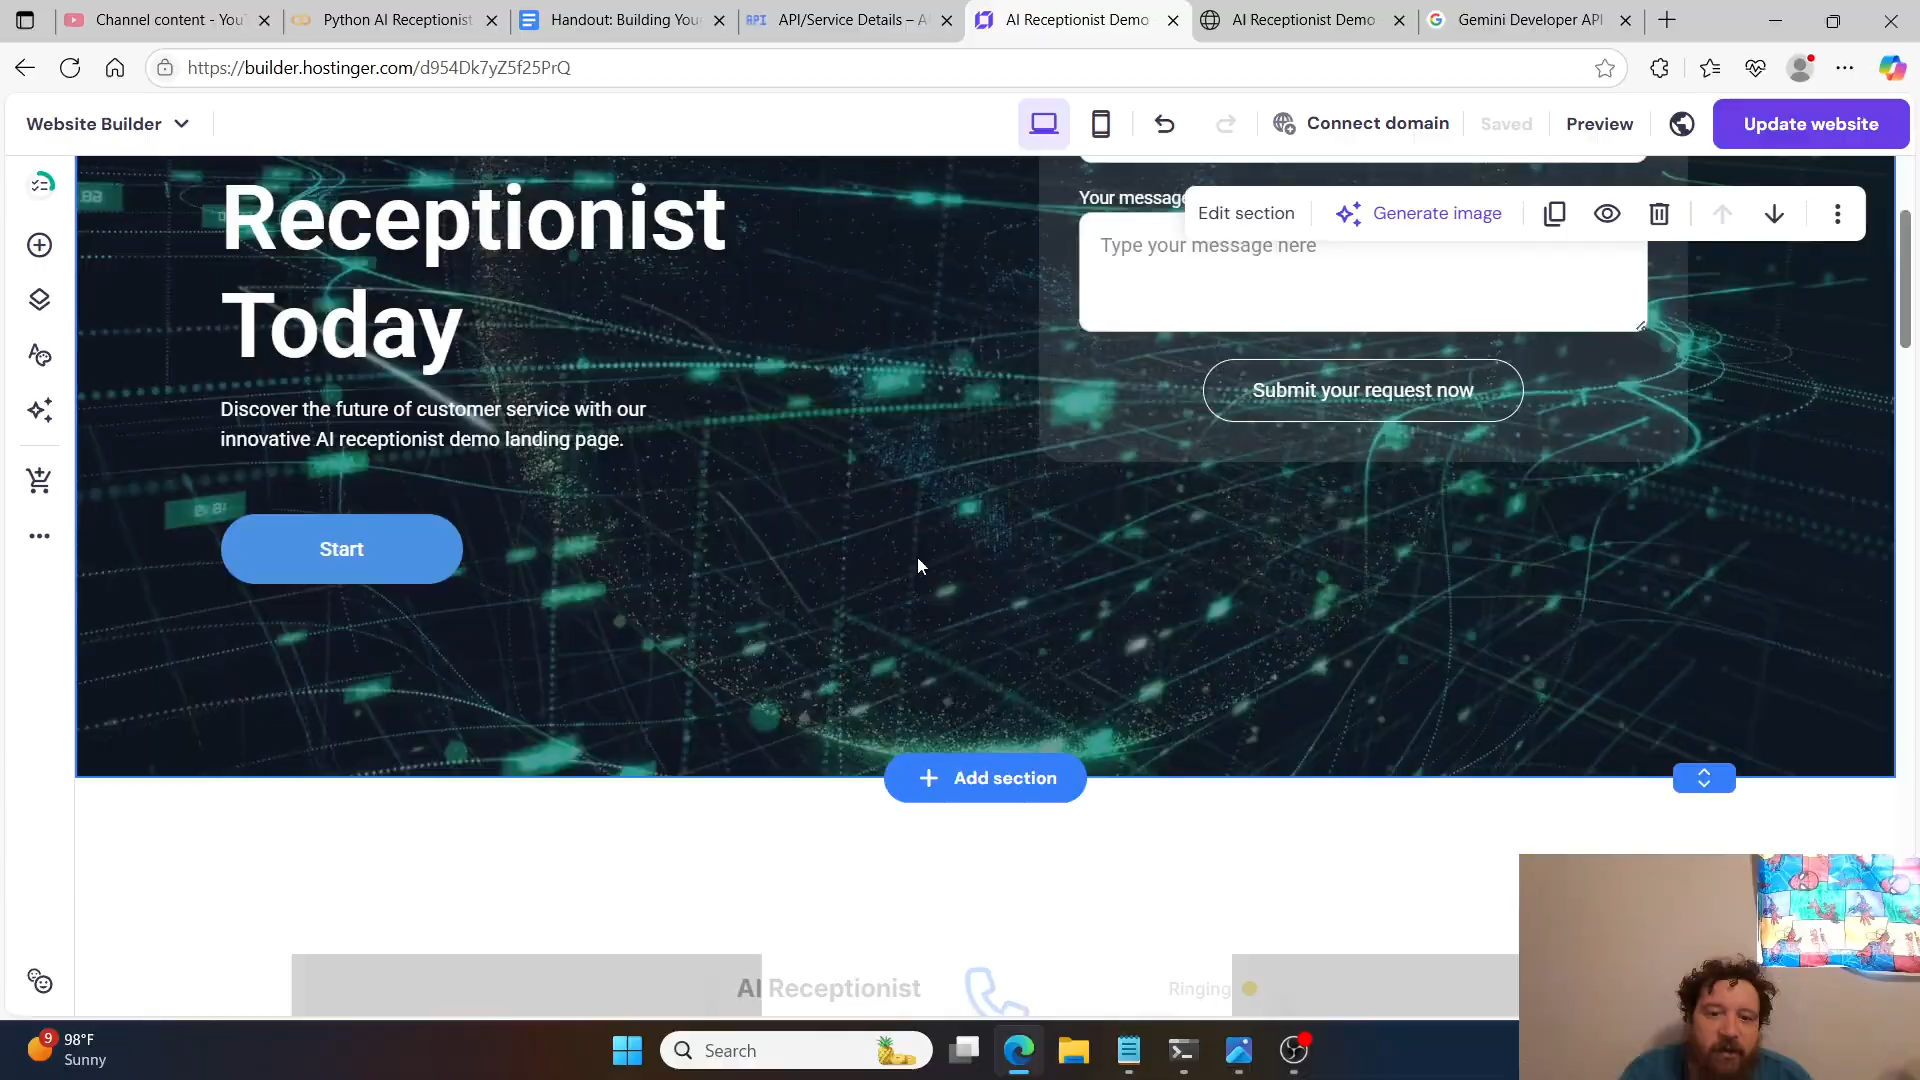 Channel content - You
Python AI Receptionist
Handout: Building You
API
API/Service Details – A
AI Receptionist Demo
AI Receptionist Demo
Gemini Developer API
https://builder.hostinger.com/d954Dk7yZ5f25PrQ
Website Builder
Connect domain
Saved
Preview
Update website
Receptionist
Today
Discover the future of customer service with our
innovative AI receptionist demo landing page.
Start
Your message
Type your message here
Submit your request now
Edit section
Generate image
Add section
AI Receptionist
Ringing
9
98°F
Sunny
Search